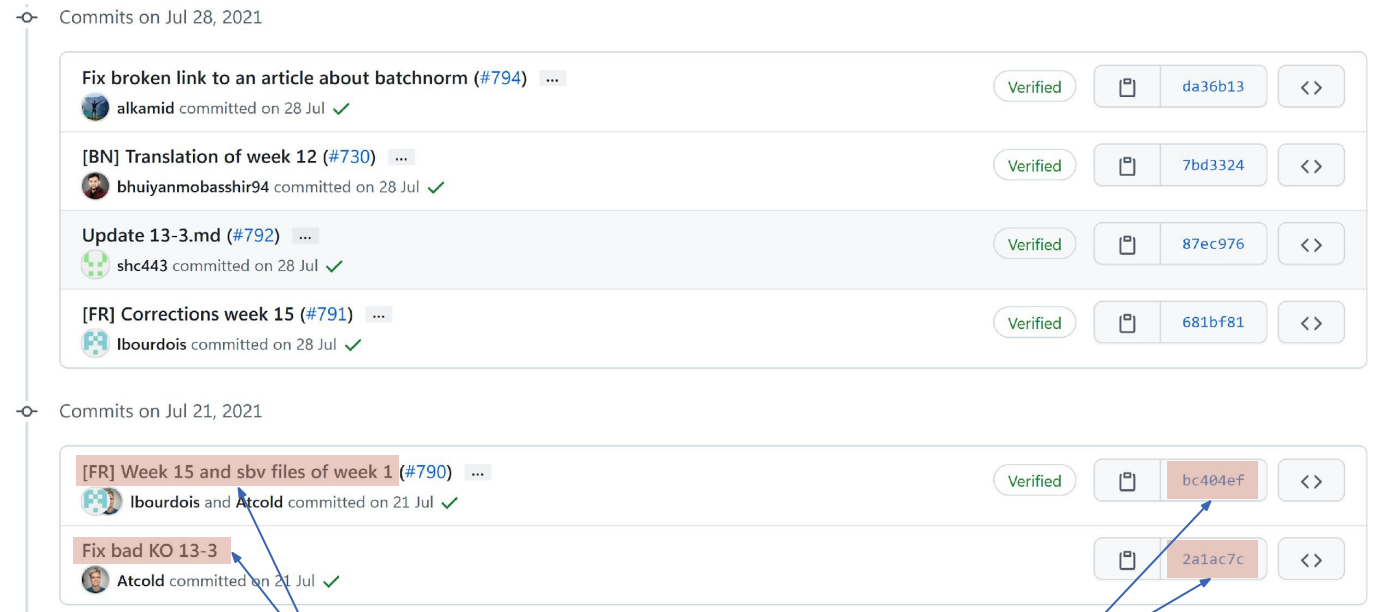 Commits on Jul 28, 2021
Fix broken link to an article about batchnorm (#794) ...
Verified da36b13 <>
alkamid committed on 28 Jul
[BN] Translation of week 12 (#730) ...
Verified 7bd3324 <>
bhuiyanmobasshir94 committed on 28 Jul
Update 13-3.md (#792) ...
Verified 87ec976 <>
shc443 committed on 28 Jul
[FR] Corrections week 15 (#791) ...
Verified 681bf81 <>
lbourdois committed on 28 Jul
Commits on Jul 21, 2021
[FR] Week 15 and sbv files of week 1 (#790) ...
Verified bc404ef <>
lbourdois and Atcold committed on 21 Jul
Fix bad KO 13-3
2a1ac7c <>
Atcold committed on 21 Jul